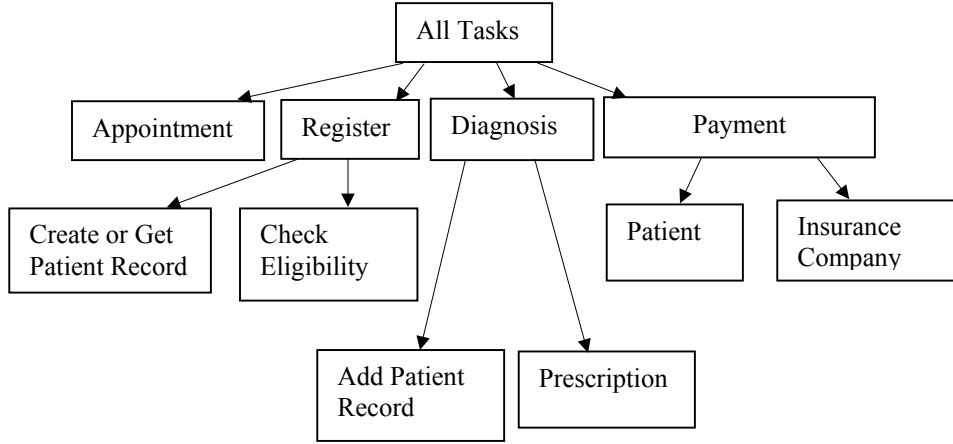 All Tasks
Appointment
Register
Diagnosis
Payment
Create or Get
Patient Record
Check
Eligibility
Patient
Insurance
Company
Add Patient
Record
Prescription